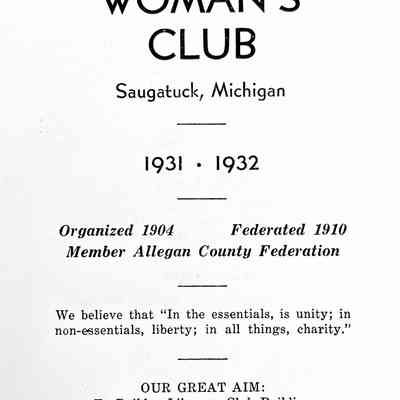 WOMAN'S
CLUB
Saugatuck, Michigan
1931 · 1932
Organized 1904 Federated 1910
Member Allegan County Federation
We believe that "In the essentials, is unity; in
non-essentials, liberty; in all things, charity."
OUR GREAT AIM: